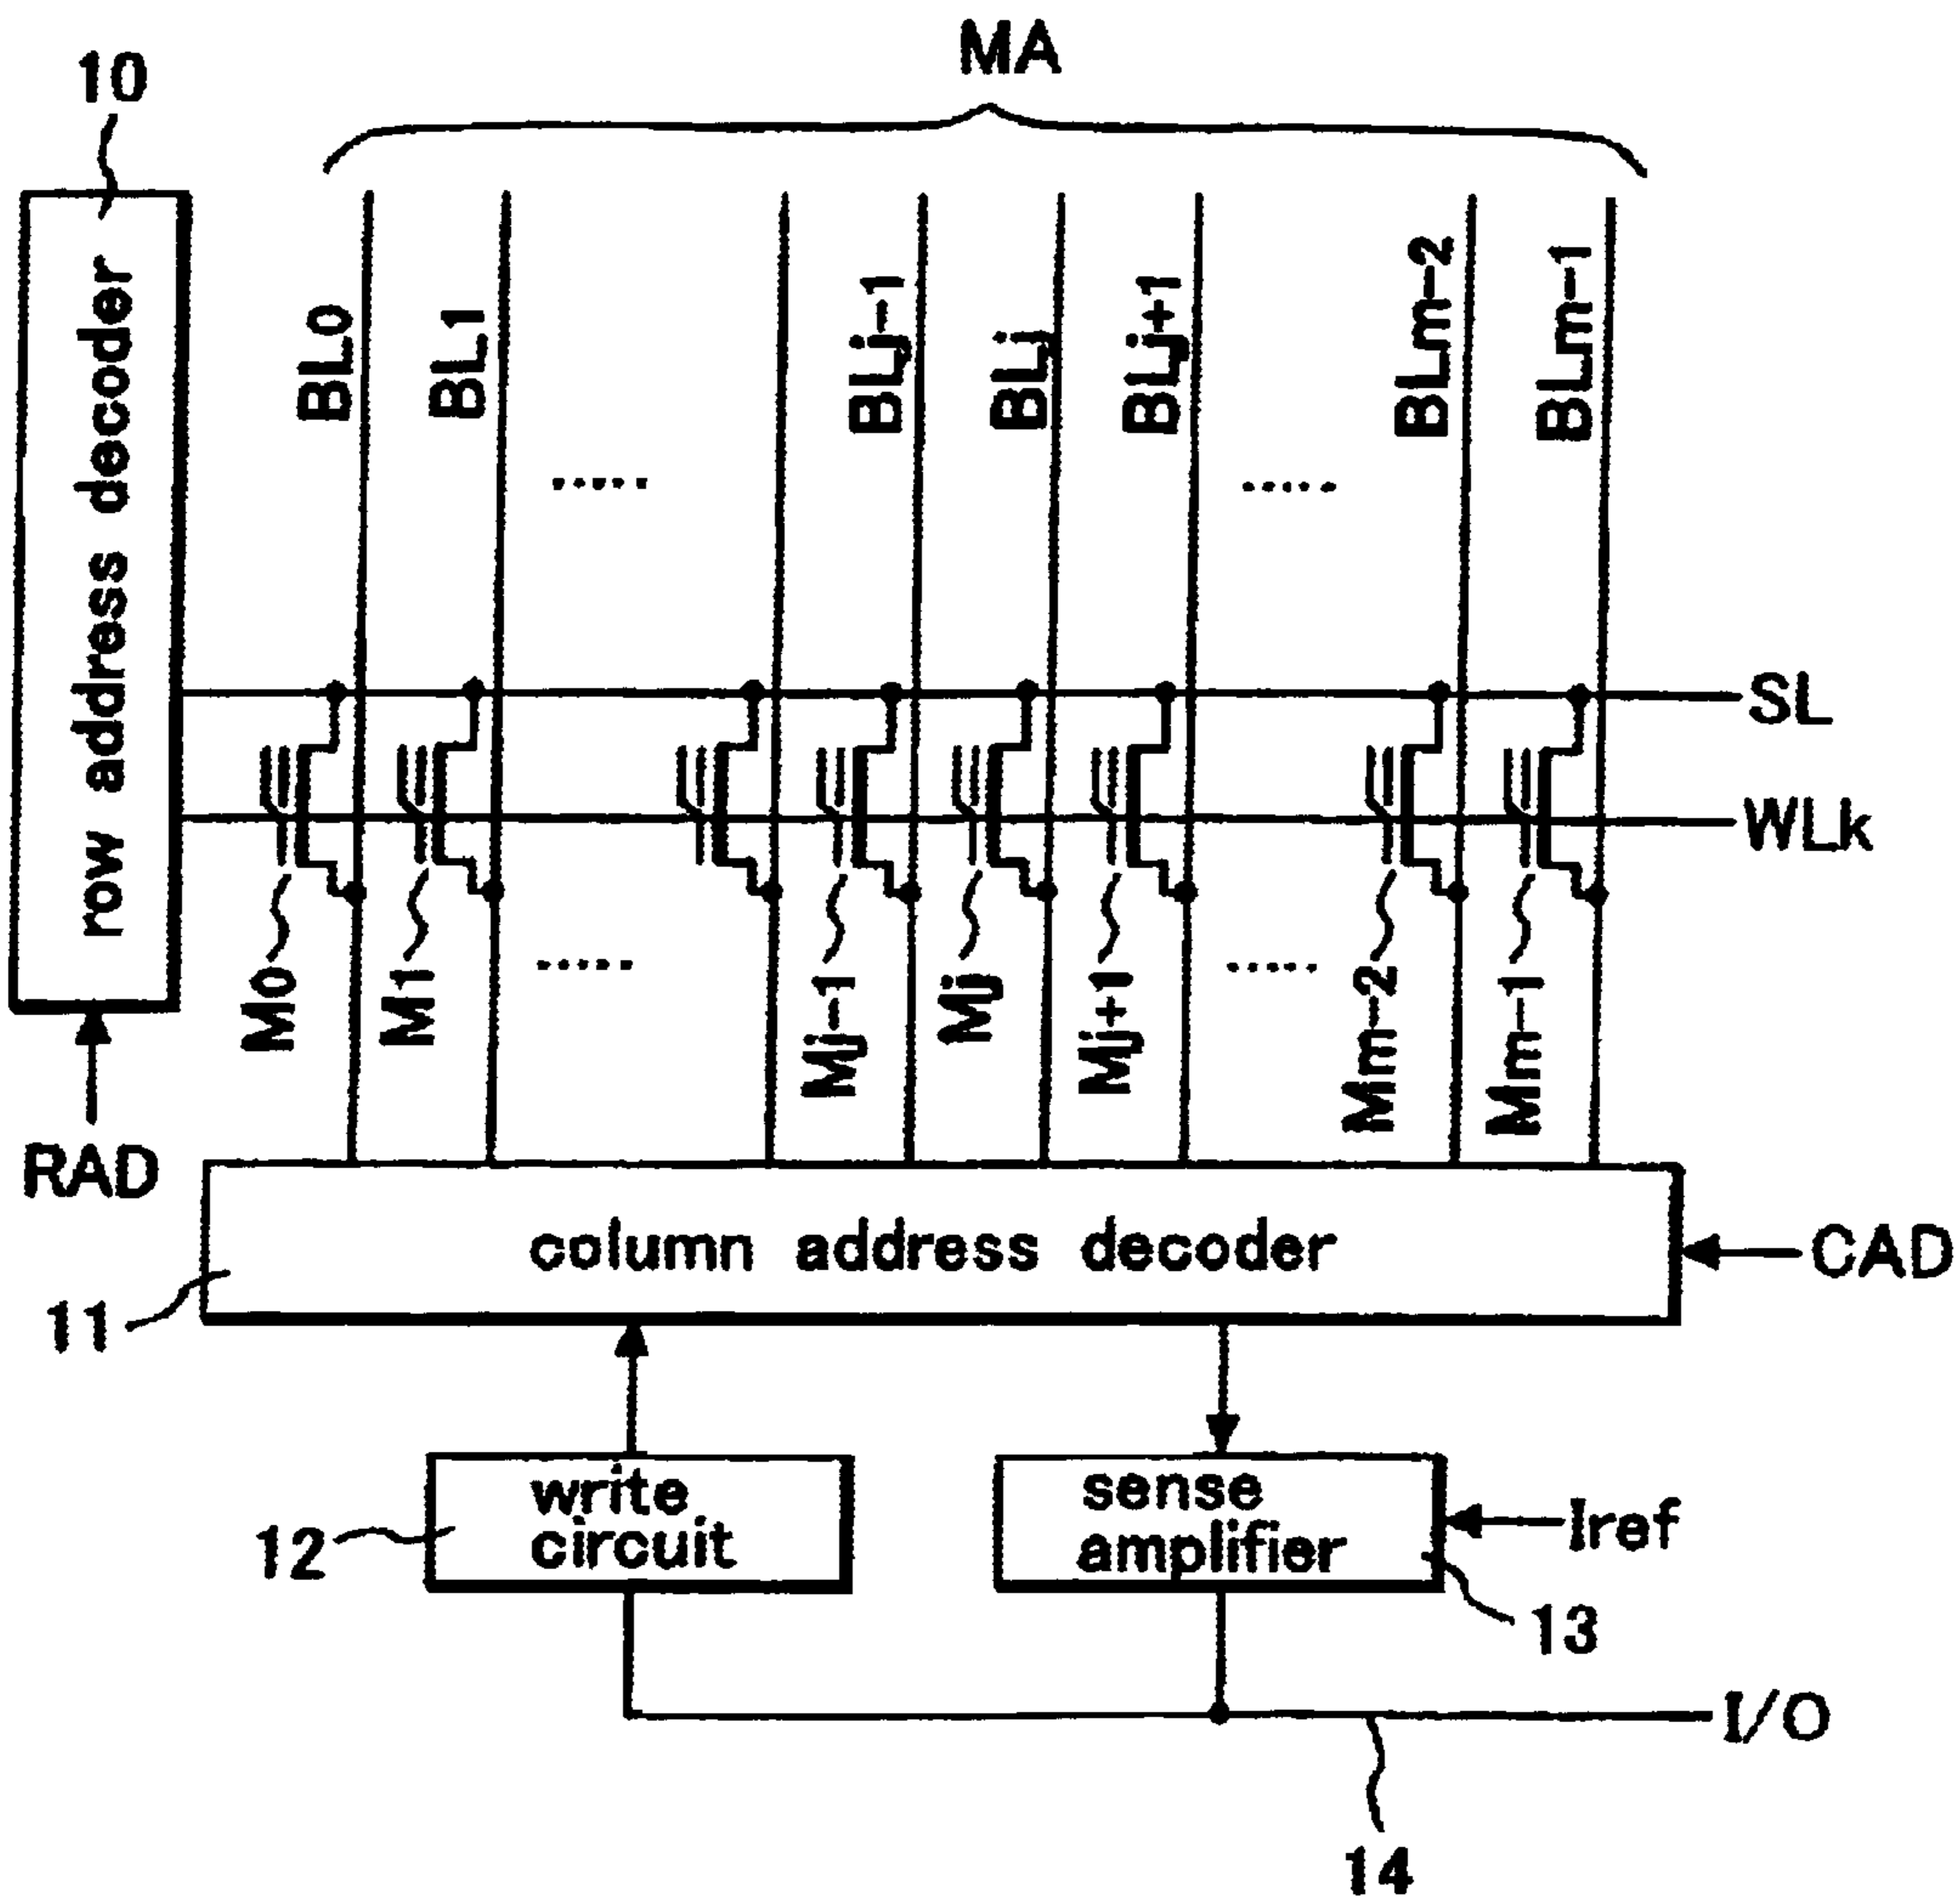 MA
10
row address decoder
BL0
BL1
BLj-1
BLj
BLj+1
BLm-2
BLm-1
.....
.....
SL
WLk
M0
M1
.....
Mj-1
Mj
Mj+1
.....
Mm-2
Mm-1
RAD
column address decoder
CAD
11
write
circuit
12
sense
amplifier
Iref
13
I/O
14